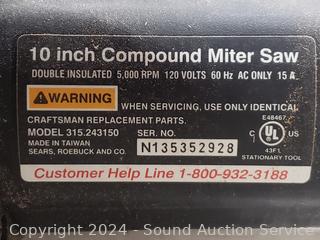 10 inch Compound Miter Saw
DOUBLE INSULATED 5,000 RPM 120 VOLTS 60 Hz AC ONLY 15 A
WARNING WHEN SERVICING, USE ONLY IDENTICAL
CRAFTSMAN REPLACEMENT PARTS.
MODEL 315.243150 SER. NO.
MADE IN TAIWAN
SEARS, ROEBUCK AND CO.
N135352928
E48467
C UL US
43F1
STATIONARY TOOL
Customer Help Line 1-800-932-3188
Copyright 2024 - Sound Auction Service